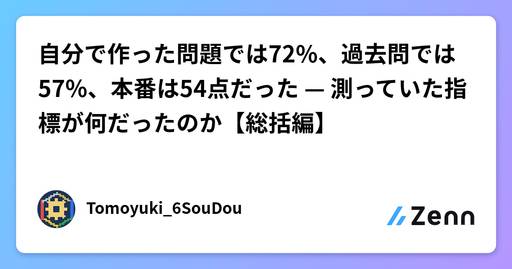 自分で作った問題では72%、過去問では
57%、本番は54点だった — 測っていた指
標が何だったのか【総括編】
Tomoyuki_6SouDou
Zenn